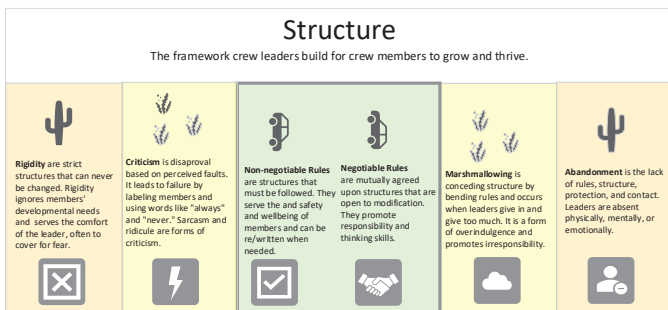 Structure
The framework crew leaders build for crew members to grow and thrive.
Rigidity are strict
structures that can never
be changed. Rigidity
ignores members'
developmental needs
and serves the comfort
of the leader, often to
cover for fear.
Criticism is disaproval
based on perceived faults.
It leads to failure by
labeling members and
using words like "always"
and "never." Sarcasm and
ridicule are forms of
criticism.
Non-negotiable Rules
are structures that
must be followed. They
serve the and safety
and wellbeing of
members and can be
re/written when
needed.
Negotiable Rules
are mutually agreed
upon structures that are
open to modification.
They promote
responsibility and
thinking skills.
Marshmallowing is
conceding structure by
bending rules and occurs
when leaders give in and
give too much. It is a form
of overindulgence and
promotes irresponsibility.
Abandonment is the lack
of rules, structure,
protection, and contact.
Leaders are absent
physically, mentally, or
emotionally.